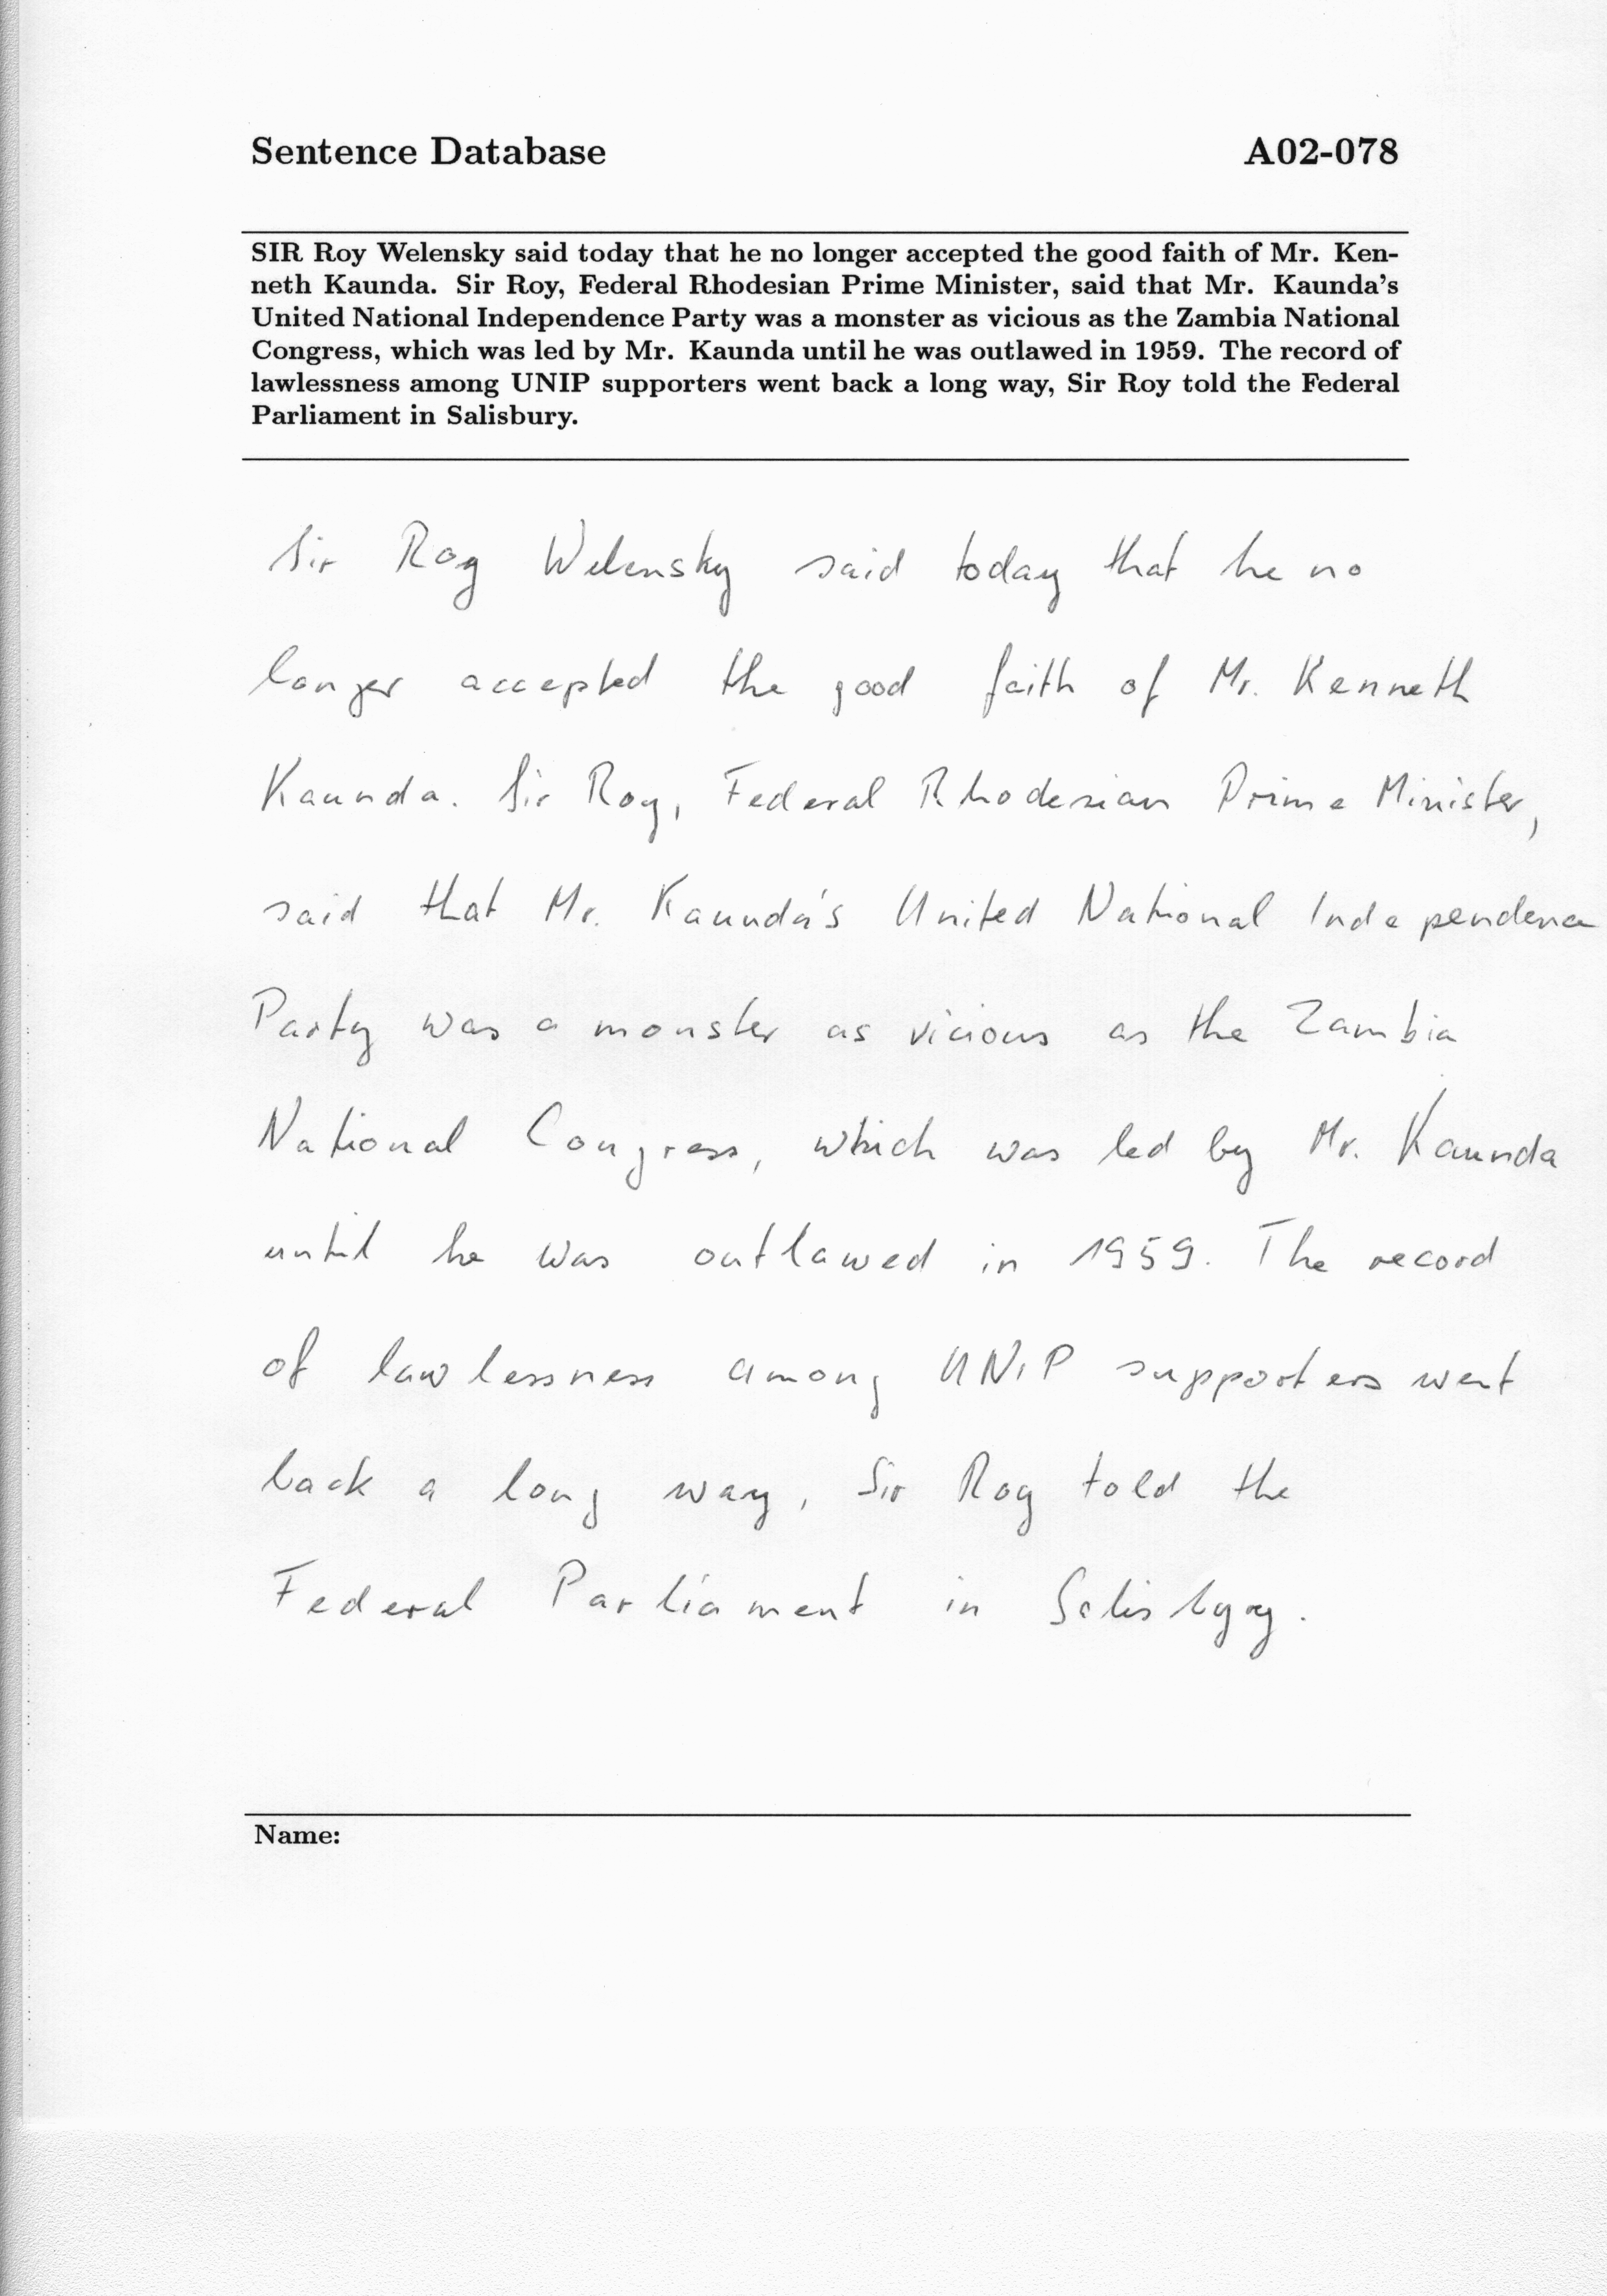 Sentence Database A02-078
SIR Roy Welensky said today that he no longer accepted the good faith of Mr. Ken-
neth Kaunda. Sir Roy, Federal Rhodesian Prime Minister, said that Mr. Kaunda's
United National Independence Party was a monster as vicious as the Zambia National
Congress, which was led by Mr. Kaunda until he was outlawed in 1959. The record of
lawlessness among UNIP supporters went back a long way, Sir Roy told the Federal
Parliament in Salisbury.
Sir Roy Welensky said today that he no
longer accepted the good faith of Mr. Kenneth
Kaunda. Sir Roy, Federal Rhodesian Prime Minister,
said that Mr. Kaunda's United National Independence
Party was a monster as vicious as the Zambia
National Congress, which was led by Mr. Kaunda
until he was outlawed in 1959. The record
of lawlessness among UNIP supporters went
back a long way, Sir Roy told the
Federal Parliament in Salisbyry.
Name: